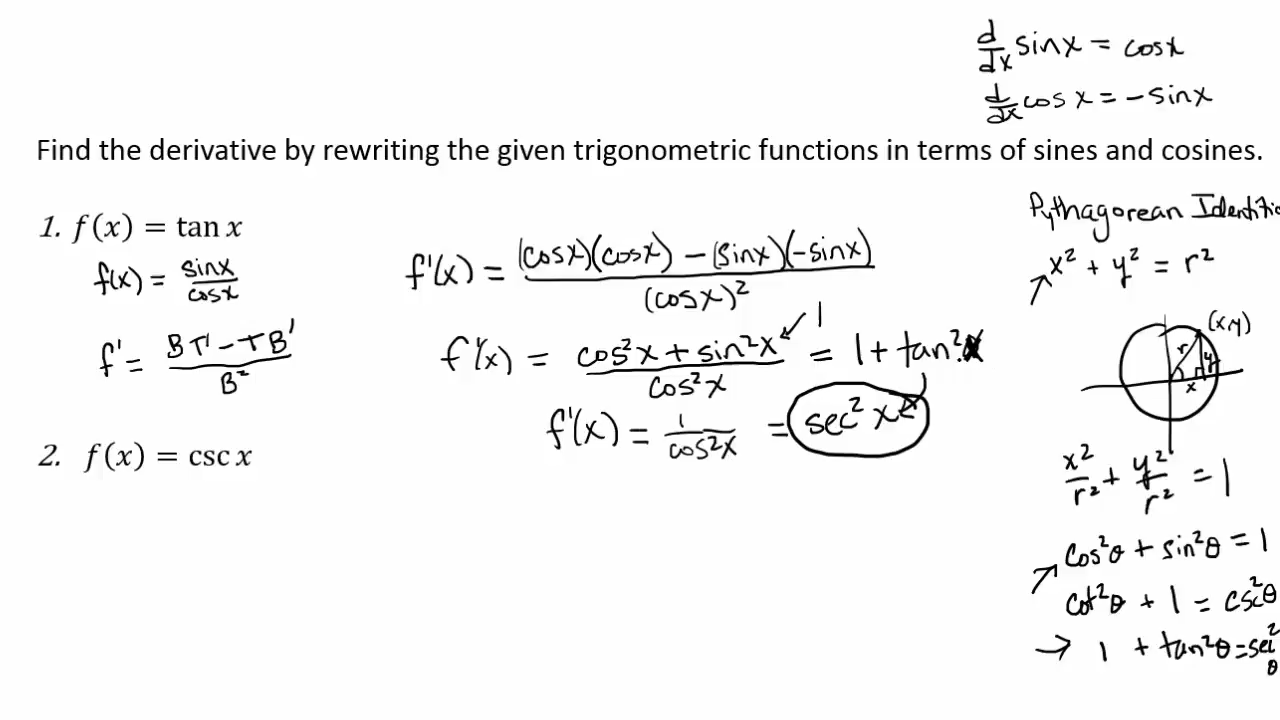 d/dx sinx = cosx
d/dx cos x = -sinx
Find the derivative by rewriting the given trigonometric functions in terms of sines and cosines.
1. f(x) = tan x
f(x) = sinx/cosx
f' = BT' - TB'/B²
f'(x) = (cosx)(cosx) - (sinx)(-sinx)/(cosx)²
f'(x) = cos²x + sin²x/cos²x = 1 + tan²x
1
f'(x) = 1/cos²x = sec²x
2. f(x) = csc x
Pythagorean
x² + y² = r²
(x,y)
r
y
x
x²/r² + y²/r² = 1
cos²θ + sin²θ = 1
cot²θ + 1 = csc²θ
1 + tan²θ = sec²θ